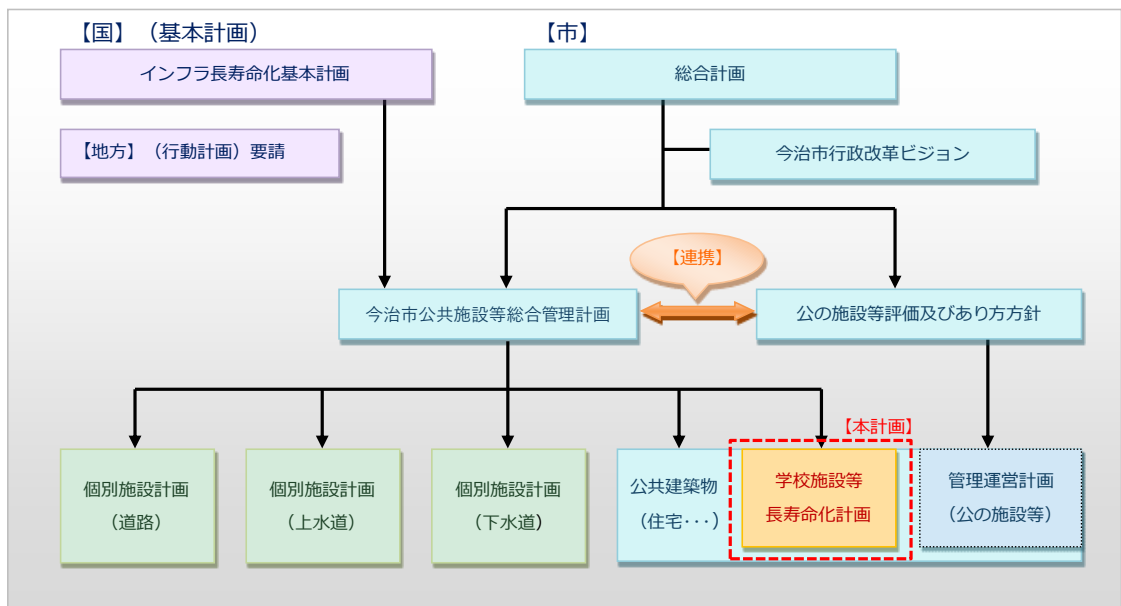 【国】（基本計画）
【市】
インフラ長寿命化基本計画
総合計画
【地方】（行動計画）要請
今治市行政改革ビジョン
【連携】
今治市公共施設等総合管理計画
公の施設等評価及びあり方方針
【本計画】
個別施設計画
（道路）
個別施設計画
（上水道）
個別施設計画
（下水道）
公共建築物
（住宅・・・）
学校施設等
長寿命化計画
管理運営計画
（公の施設等）